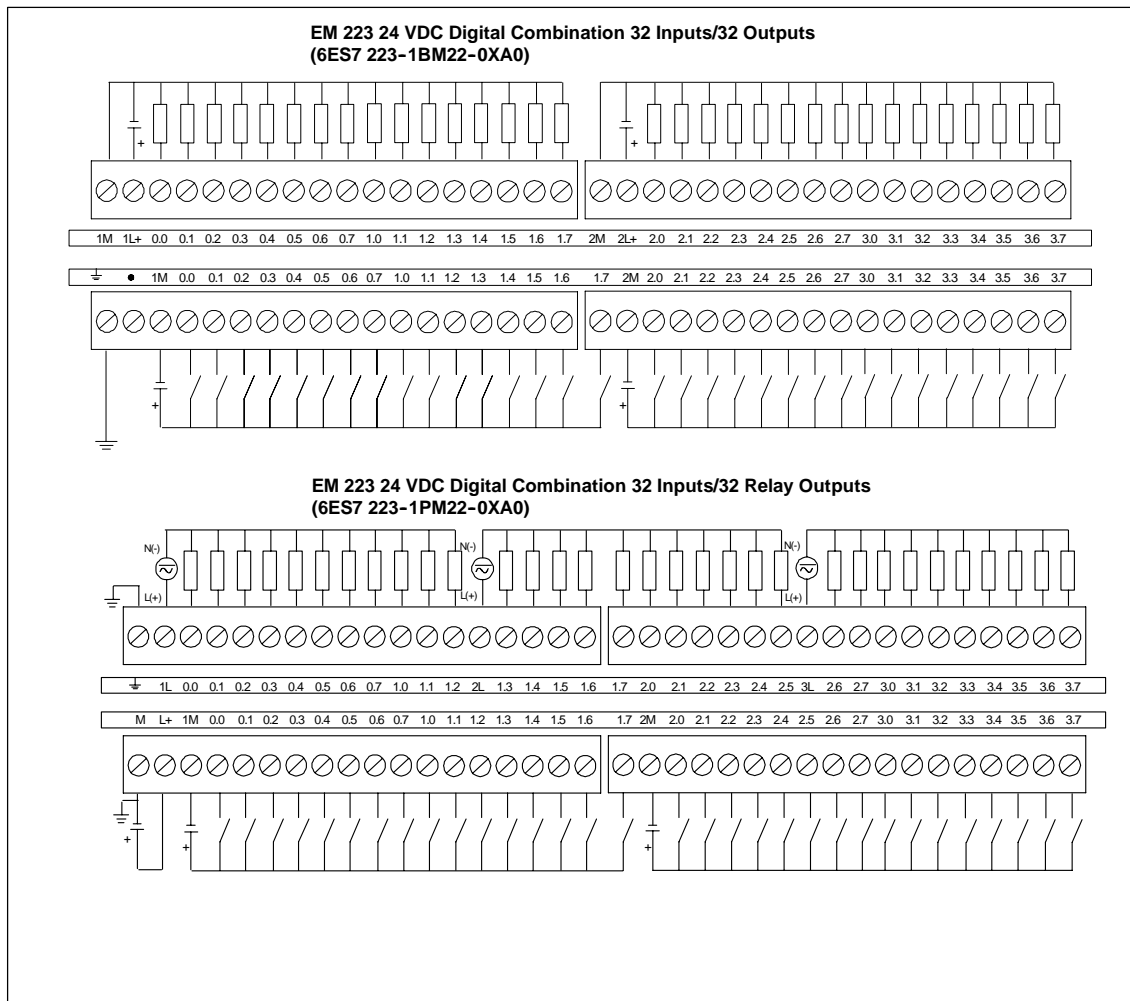 EM 223 24 VDC Digital Combination 32 Inputs/32 Outputs
(6ES7 223-1BM22-0XA0)
+ +
1M 1L+ 0.0 0.1 0.2 0.3 0.4 0.5 0.6 0.7 1.0 1.1 1.2 1.3 1.4 1.5 1.6 1.7 2M 2L+ 2.0 2.1 2.2 2.3 2.4 2.5 2.6 2.7 3.0 3.1 3.2 3.3 3.4 3.5 3.6 3.7
1M 0.0 0.1 0.2 0.3 0.4 0.5 0.6 0.7 1.0 1.1 1.2 1.3 1.4 1.5 1.6 1.7 2M 2.0 2.1 2.2 2.3 2.4 2.5 2.6 2.7 3.0 3.1 3.2 3.3 3.4 3.5 3.6 3.7
+ +
EM 223 24 VDC Digital Combination 32 Inputs/32 Relay Outputs
(6ES7 223-1PM22-0XA0)
N(-) N(-) N(-)
L(+) L(+) L(+)
1L 0.0 0.1 0.2 0.3 0.4 0.5 0.6 0.7 1.0 1.1 1.2 2L 1.3 1.4 1.5 1.6 1.7 2.0 2.1 2.2 2.3 2.4 2.5 3L 2.6 2.7 3.0 3.1 3.2 3.3 3.4 3.5 3.6 3.7
M L+ 1M 0.0 0.1 0.2 0.3 0.4 0.5 0.6 0.7 1.0 1.1 1.2 1.3 1.4 1.5 1.6 1.7 2M 2.0 2.1 2.2 2.3 2.4 2.5 2.6 2.7 3.0 3.1 3.2 3.3 3.4 3.5 3.6 3.7
+ + +